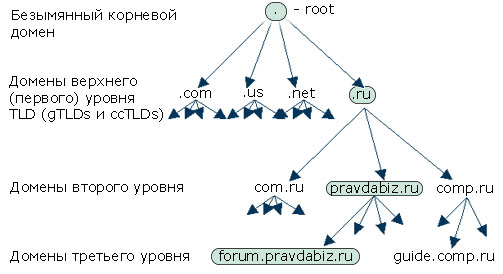 Безымянный корневой
домен
. - root
Домены верхнего
(первого) уровня
TLD (gTLDs и ccTLDs)
.com .us .net .ru
Домены второго уровня
com.ru pravdabiz.ru comp.ru
Домены третьего уровня
forum.pravdabiz.ru guide.comp.ru